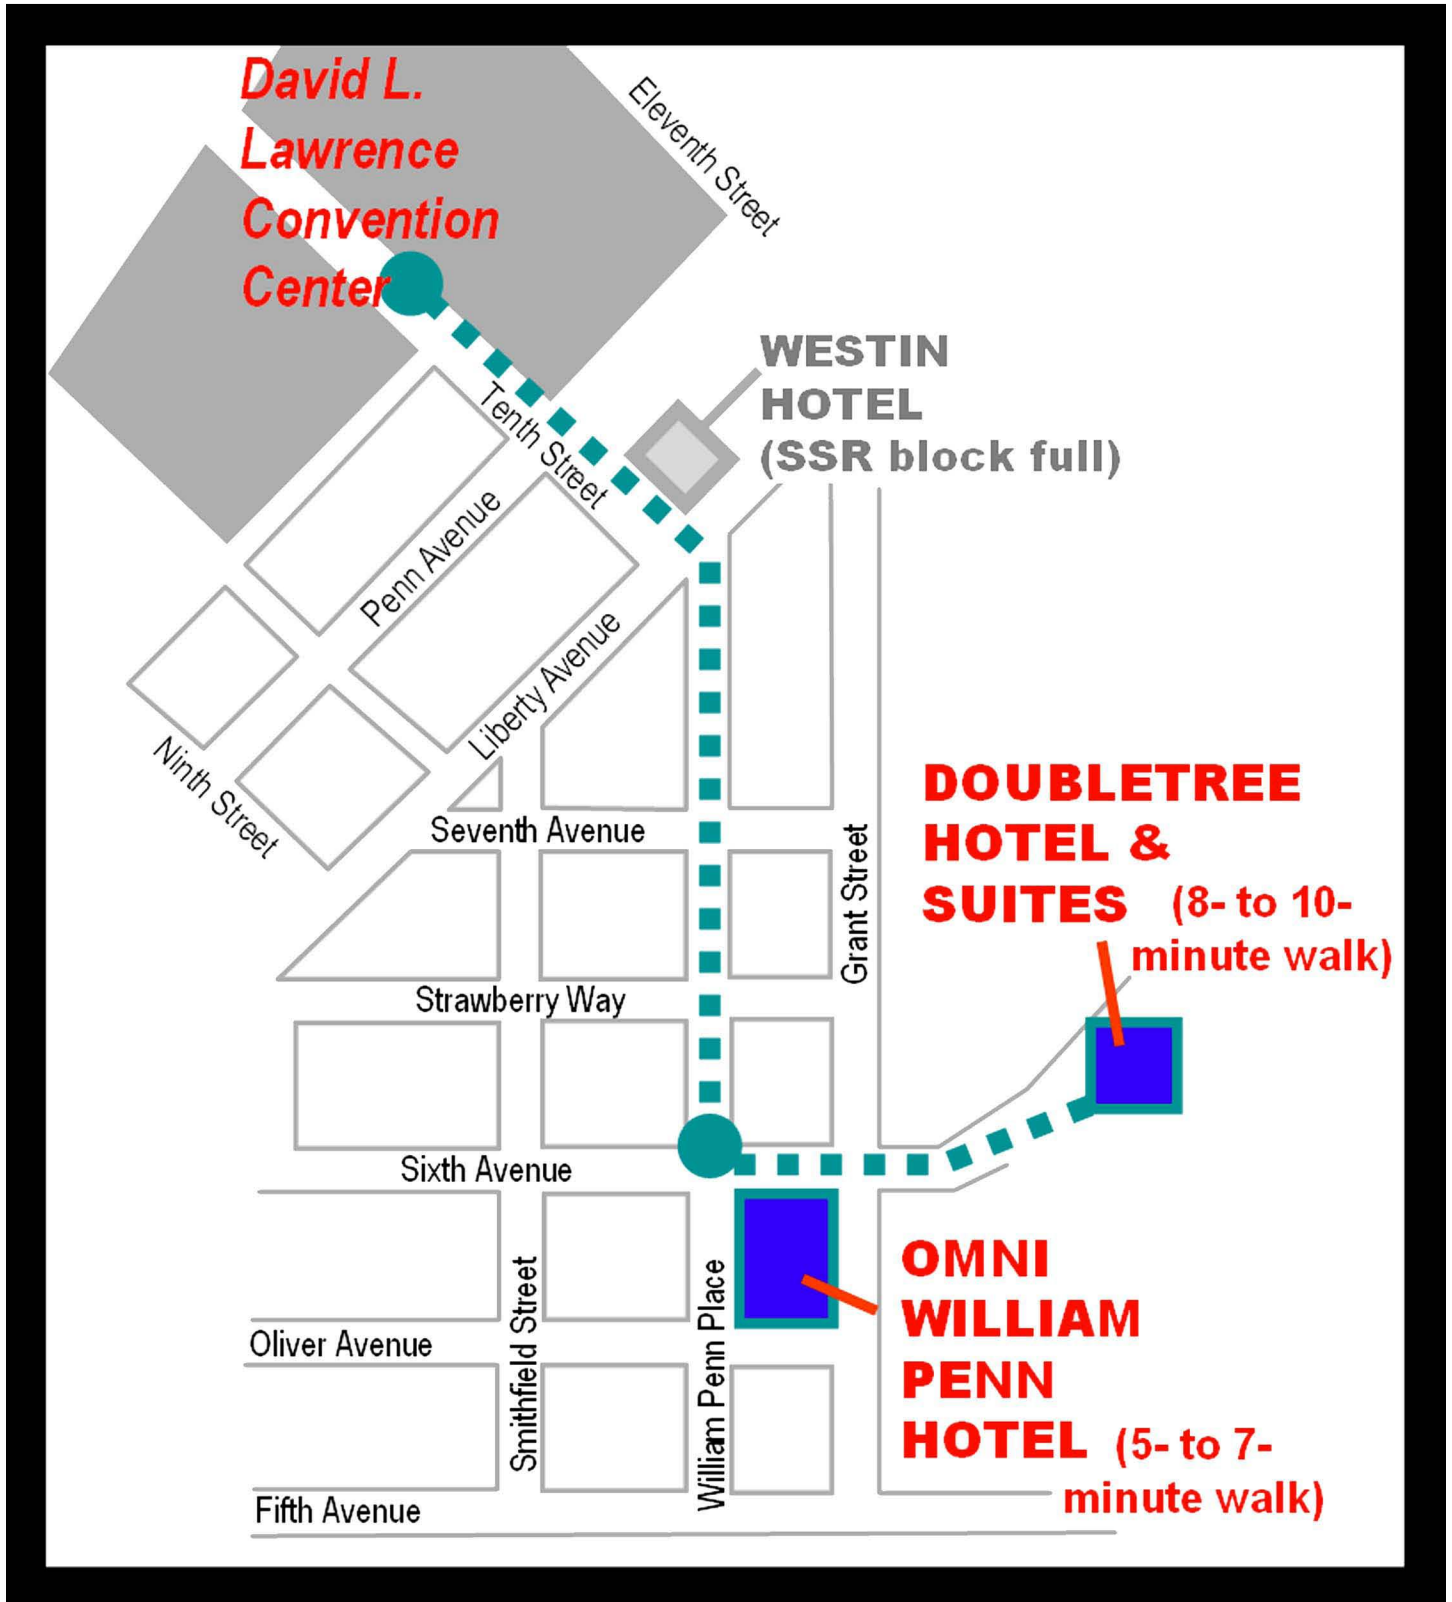 David L.
Lawrence
Convention
Center
Eleventh Street
WESTIN
HOTEL
(SSR block full)
Tenth Street
Penn Avenue
Liberty Avenue
Ninth Street
Seventh Avenue
Grant Street
DOUBLETREE
HOTEL &
SUITES (8- to 10-
minute walk)
Strawberry Way
Sixth Avenue
Smithfield Street
William Penn Place
OMNI
WILLIAM
PENN
HOTEL (5- to 7-
minute walk)
Oliver Avenue
Fifth Avenue